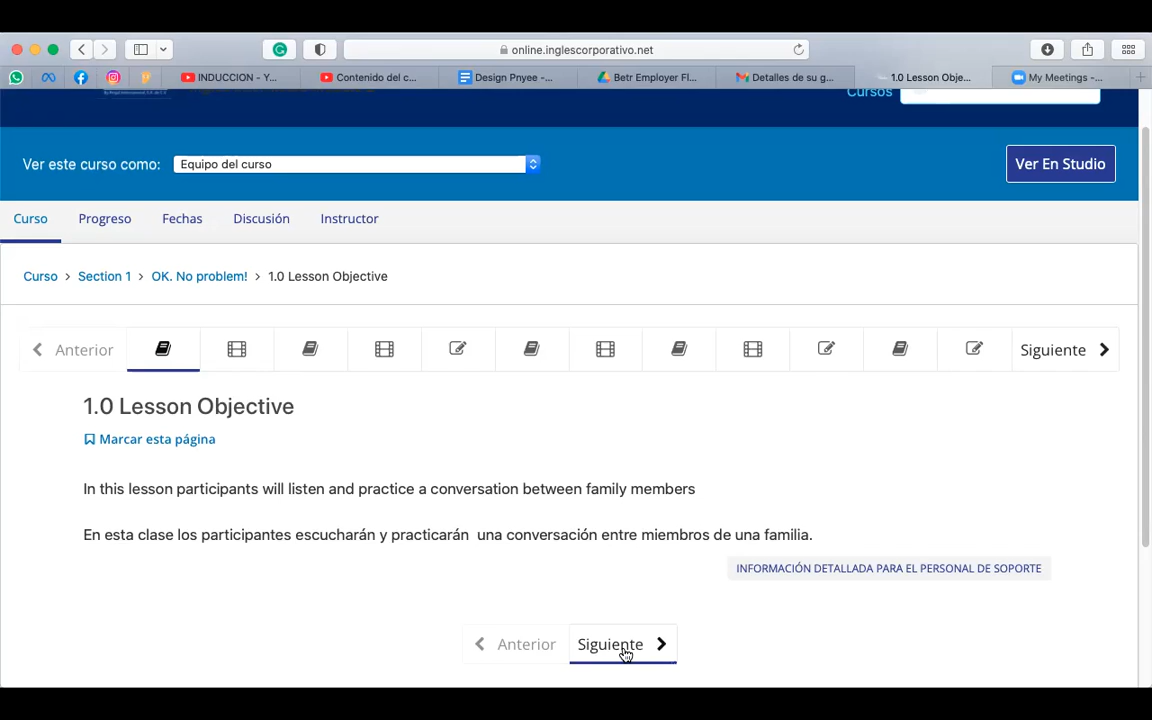 online.inglescorporativo.net
INDUCCION - Y...
Contenido del c...
Design Pnyee -...
Betr Employer Fl...
Detalles de su g...
1.0 Lesson Obje...
My Meetings -...
Cursos
Ver este curso como:
Equipo del curso
Ver En Studio
Curso
Progreso
Fechas
Discusión
Instructor
Curso > Section 1 > OK. No problem! > 1.0 Lesson Objective
Anterior
Siguiente
1.0 Lesson Objective
Marcar esta página
In this lesson participants will listen and practice a conversation between family members
En esta clase los participantes escucharán y practicarán una conversación entre miembros de una familia.
INFORMACIÓN DETALLADA PARA EL PERSONAL DE SOPORTE
Anterior
Siguiente